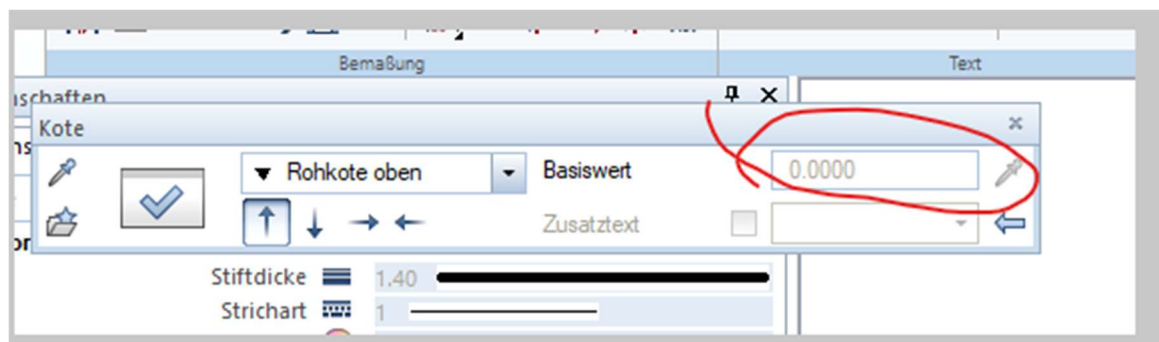 Bemaßung Text
schaften
Kote
Rohkote oben Basiswert 0.0000
Zusatztext
Stiftdicke 1.40
Strichart 1